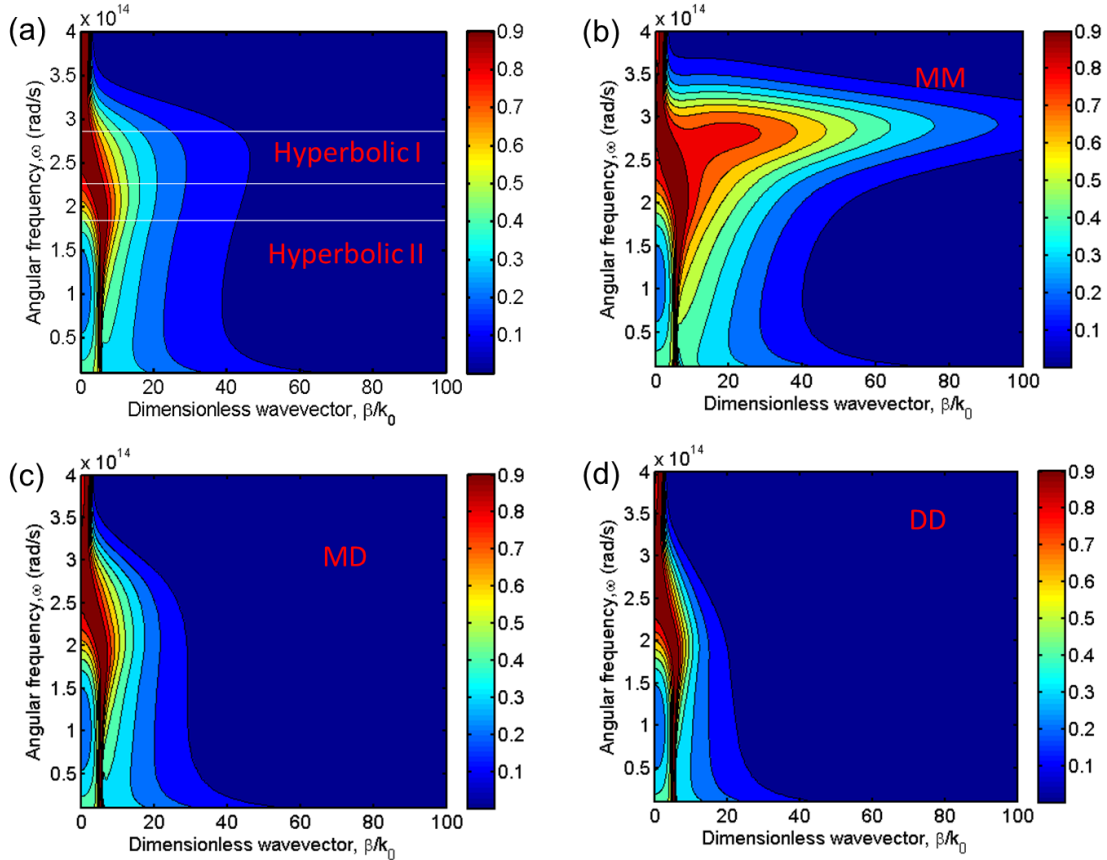 (a)
x 10^14
4
3.5
3
2.5
2
1.5
1
0.5
0 20 40 60 80 100
Angular frequency,ω (rad/s)
Dimensionless wavevector, β/k₀
Hyperbolic I
Hyperbolic II
0.9
0.8
0.7
0.6
0.5
0.4
0.3
0.2
0.1
(b)
x 10^14
4
3.5
3
2.5
2
1.5
1
0.5
0 20 40 60 80 100
Angular frequency,ω (rad/s)
Dimensionless wavevector, β/k₀
MM
0.9
0.8
0.7
0.6
0.5
0.4
0.3
0.2
0.1
(c)
x 10^14
4
3.5
3
2.5
2
1.5
1
0.5
0 20 40 60 80 100
Angular frequency,ω (rad/s)
Dimensionless wavevector, β/k₀
MD
0.9
0.8
0.7
0.6
0.5
0.4
0.3
0.2
0.1
(d)
x 10^14
4
3.5
3
2.5
2
1.5
1
0.5
0 20 40 60 80 100
Angular frequency,ω (rad/s)
Dimensionless wavevector, β/k₀
DD
0.9
0.8
0.7
0.6
0.5
0.4
0.3
0.2
0.1